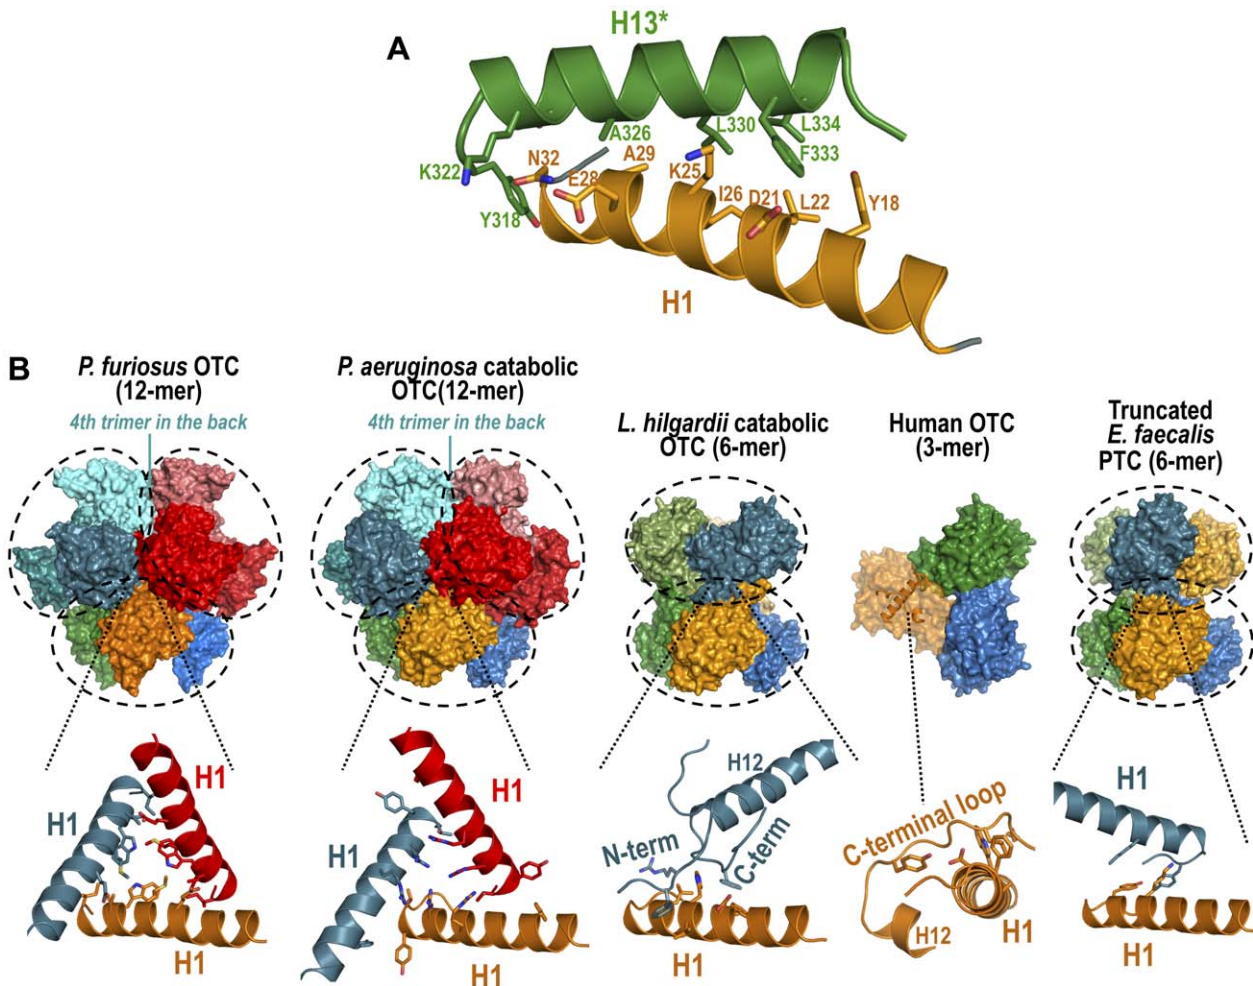 A
H13*
A326
L330
L334
F333
K322
N32
A29
K25
E28
Y318
I26
D21
L22
Y18
H1
B
P. furiosus OTC
(12-mer)
4th trimer in the back
P. aeruginosa catabolic
OTC(12-mer)
4th trimer in the back
L. hilgardii catabolic
OTC (6-mer)
Human OTC
(3-mer)
Truncated
E. faecalis
PTC (6-mer)
H1
H1
H1
H1
H1
H1
H12
N-term
C-term
H1
C-terminal loop
H12
H1
H1
H1